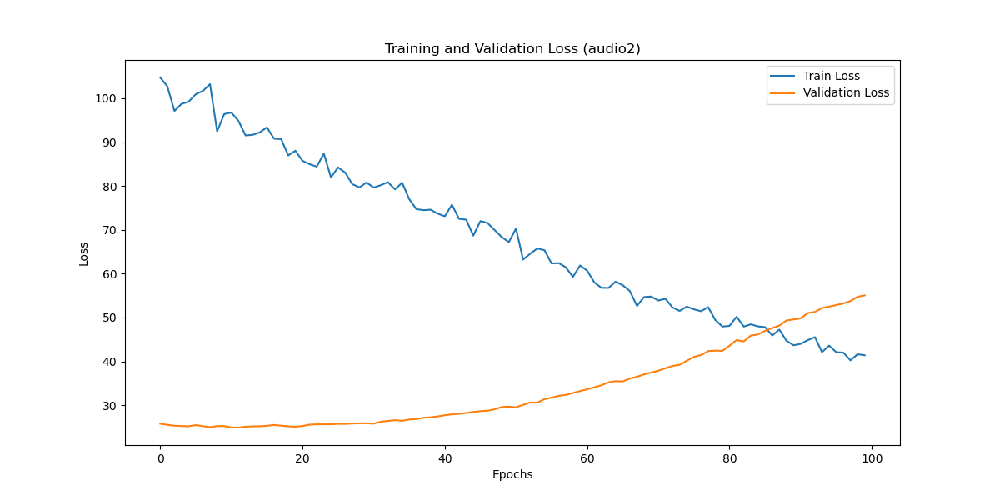 Training and Validation Loss (audio2)
Train Loss
Validation Loss
Loss
100
90
80
70
60
50
40
30
0 20 40 60 80 100
Epochs